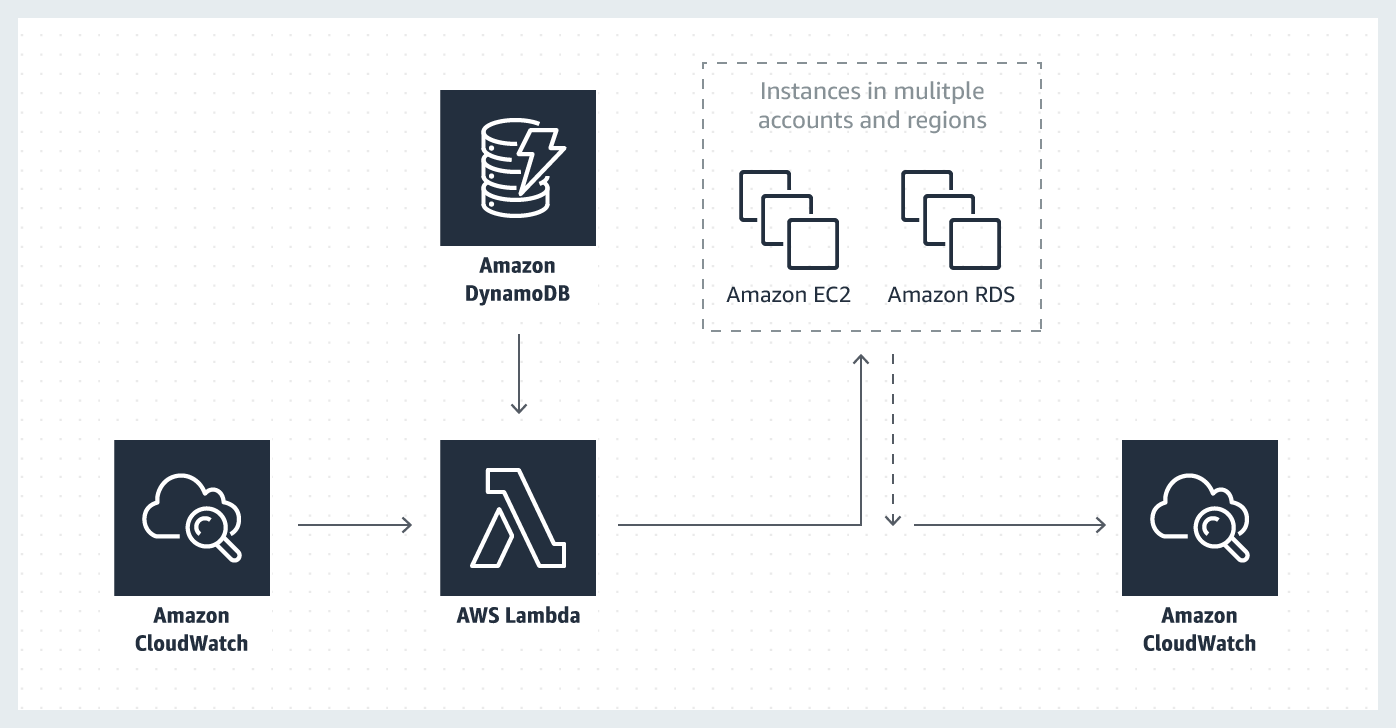 Instances in mulitple
accounts and regions
Amazon EC2
Amazon RDS
Amazon
DynamoDB
Amazon
CloudWatch
AWS Lambda
Amazon
CloudWatch